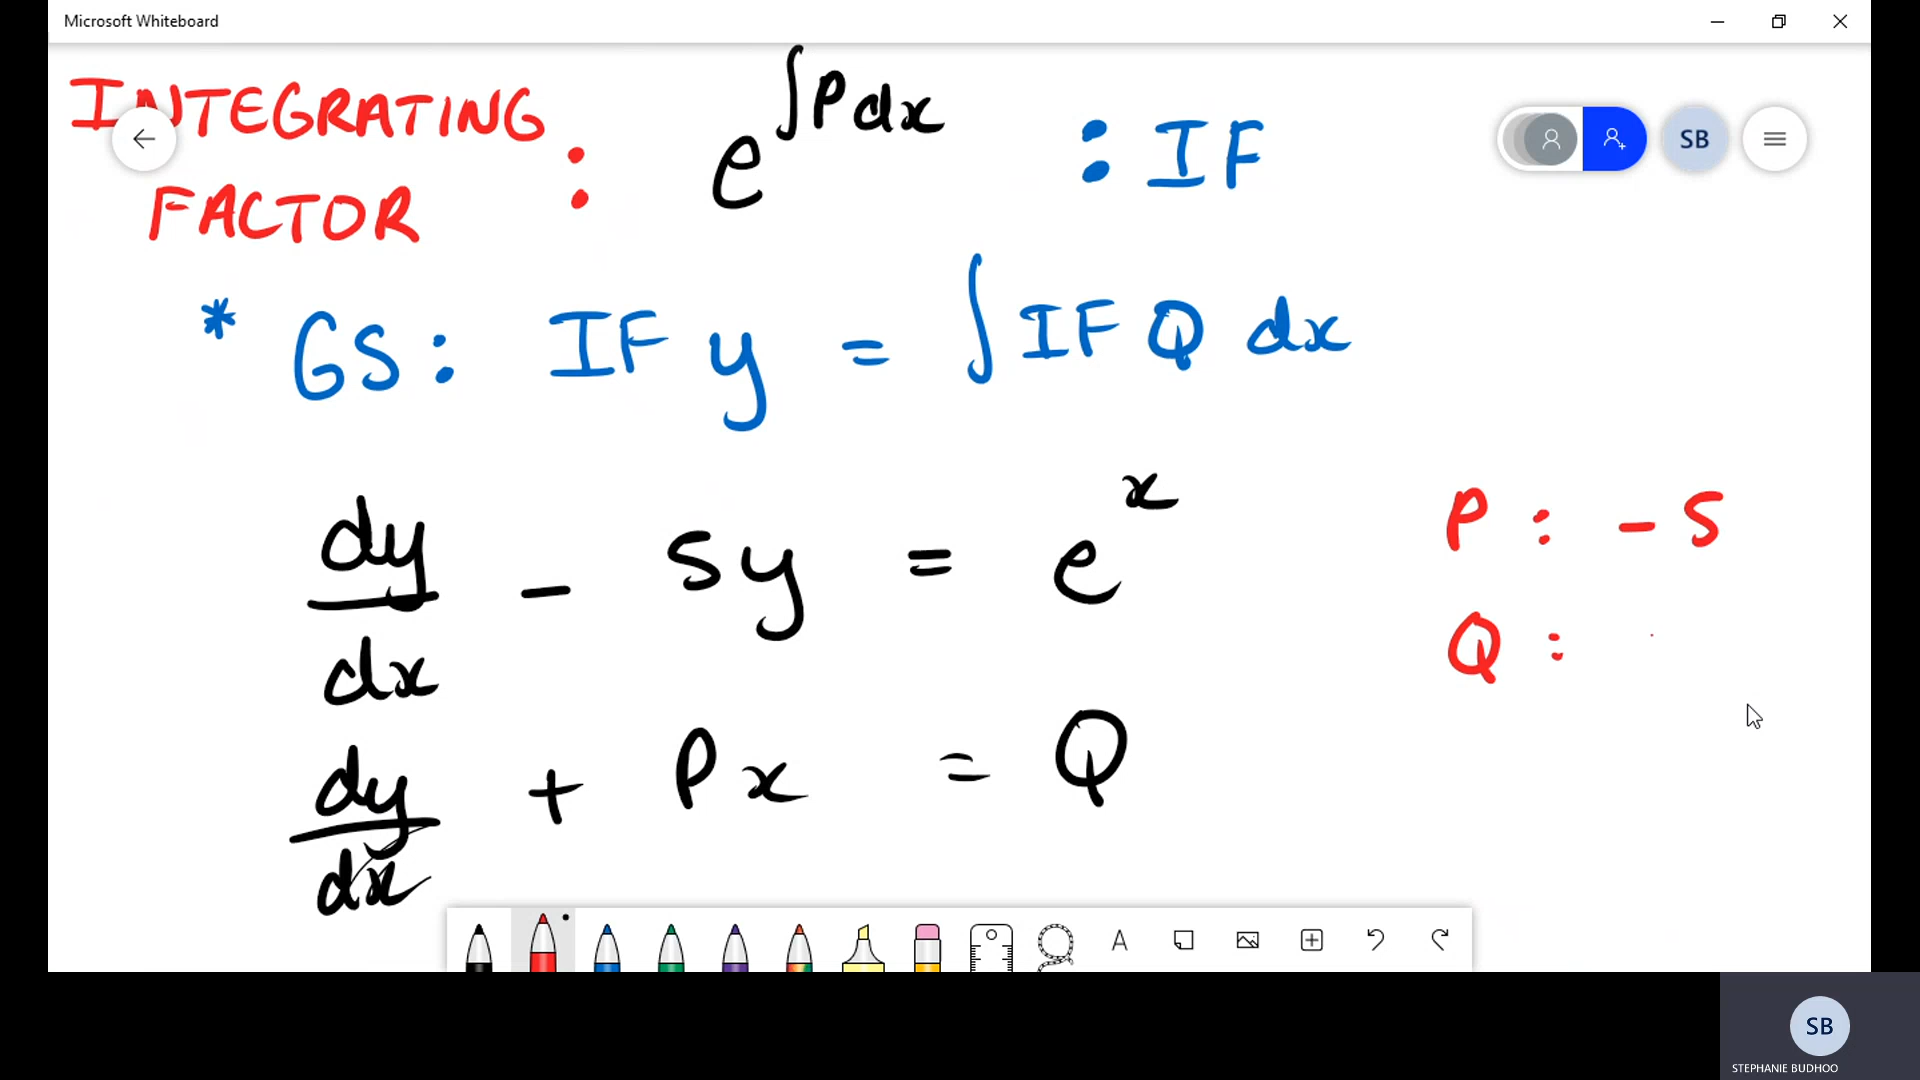 Microsoft Whiteboard
INTEGRATING FACTOR : e^∫Pdx : IF
* GS: IF y = ∫ IF Q dx
dy/dx - 5y = e^x
P : - 5
Q :
dy/dx + Px = Q
SB
A
SB
STEPHANIE BUDHOO